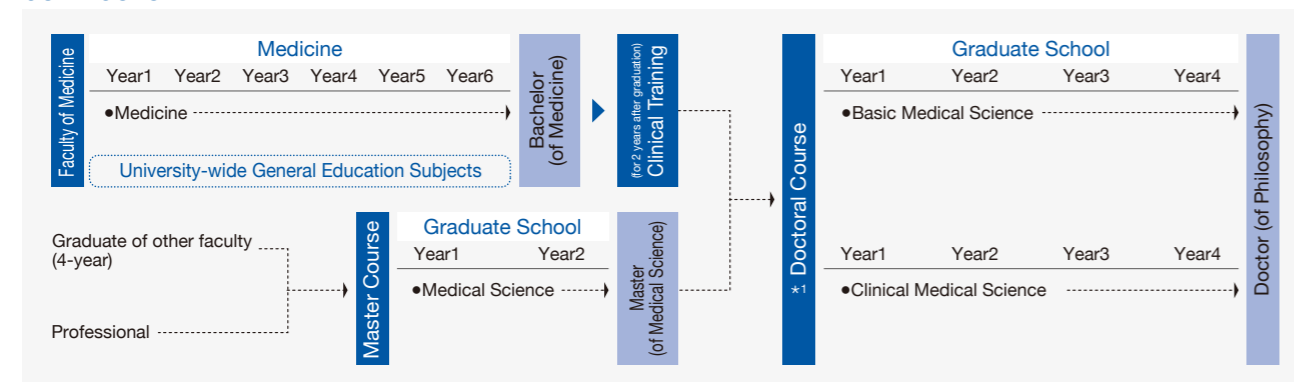 Faculty of Medicine
Medicine
Year1 Year2 Year3 Year4 Year5 Year6
●Medicine
University-wide General Education Subjects
Bachelor
(of Medicine)
(for 2 years after graduation)
Clinical Training
Graduate of other faculty
(4-year)
Professional
Master Course
Graduate School
Year1 Year2
●Medical Science
Master
(of Medical Science)
*1 Doctoral Course
Graduate School
Year1 Year2 Year3 Year4
●Basic Medical Science
Year1 Year2 Year3 Year4
●Clinical Medical Science
Doctor (of Philosophy)